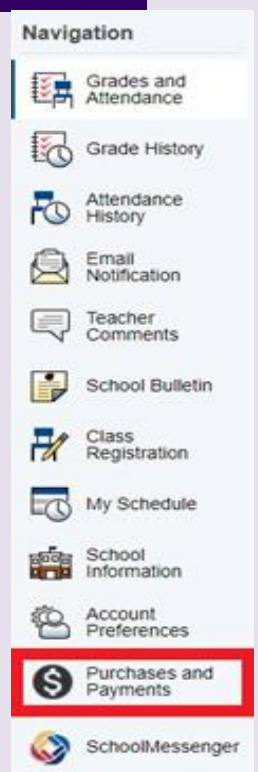 Navigation
Grades and
Attendance
Grade History
Attendance
History
Email
Notification
Teacher
Comments
School Bulletin
Class
Registration
My Schedule
School
Information
Account
Preferences
$
Purchases and
Payments
SchoolMessenger